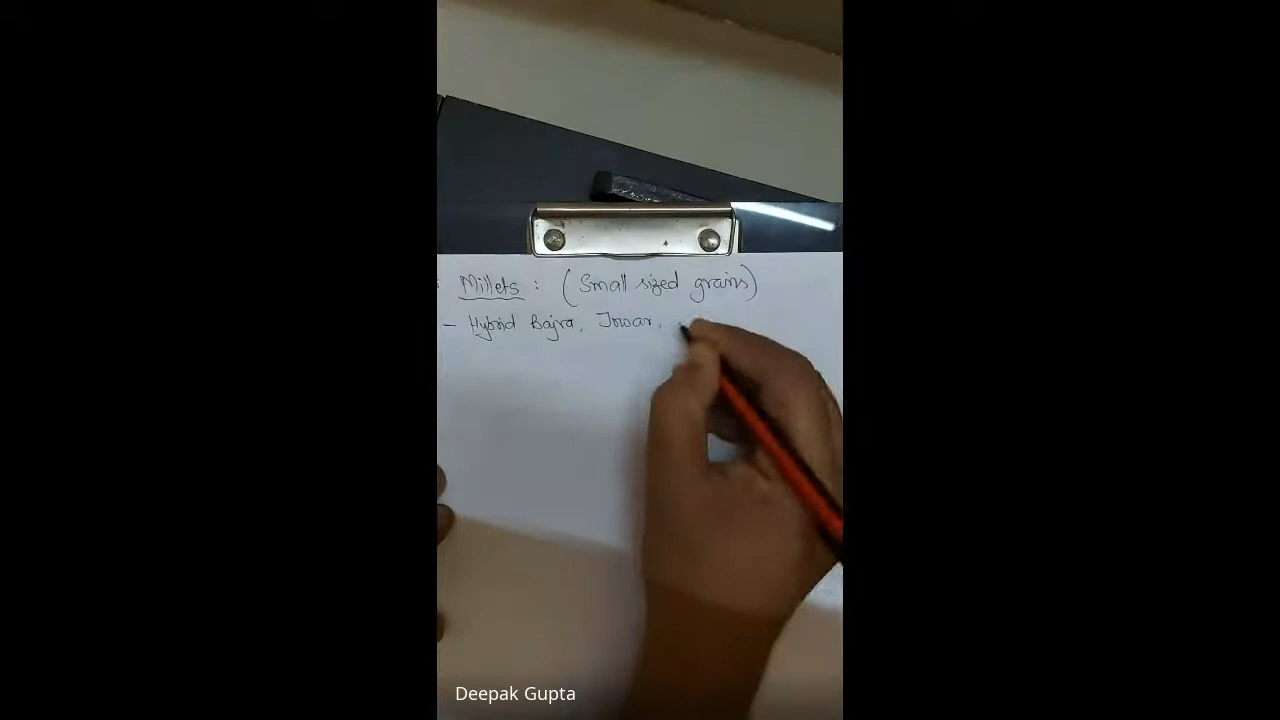 Millets : (Small sized grains)
- Hybrid Bajra, Jowar,
Deepak Gupta